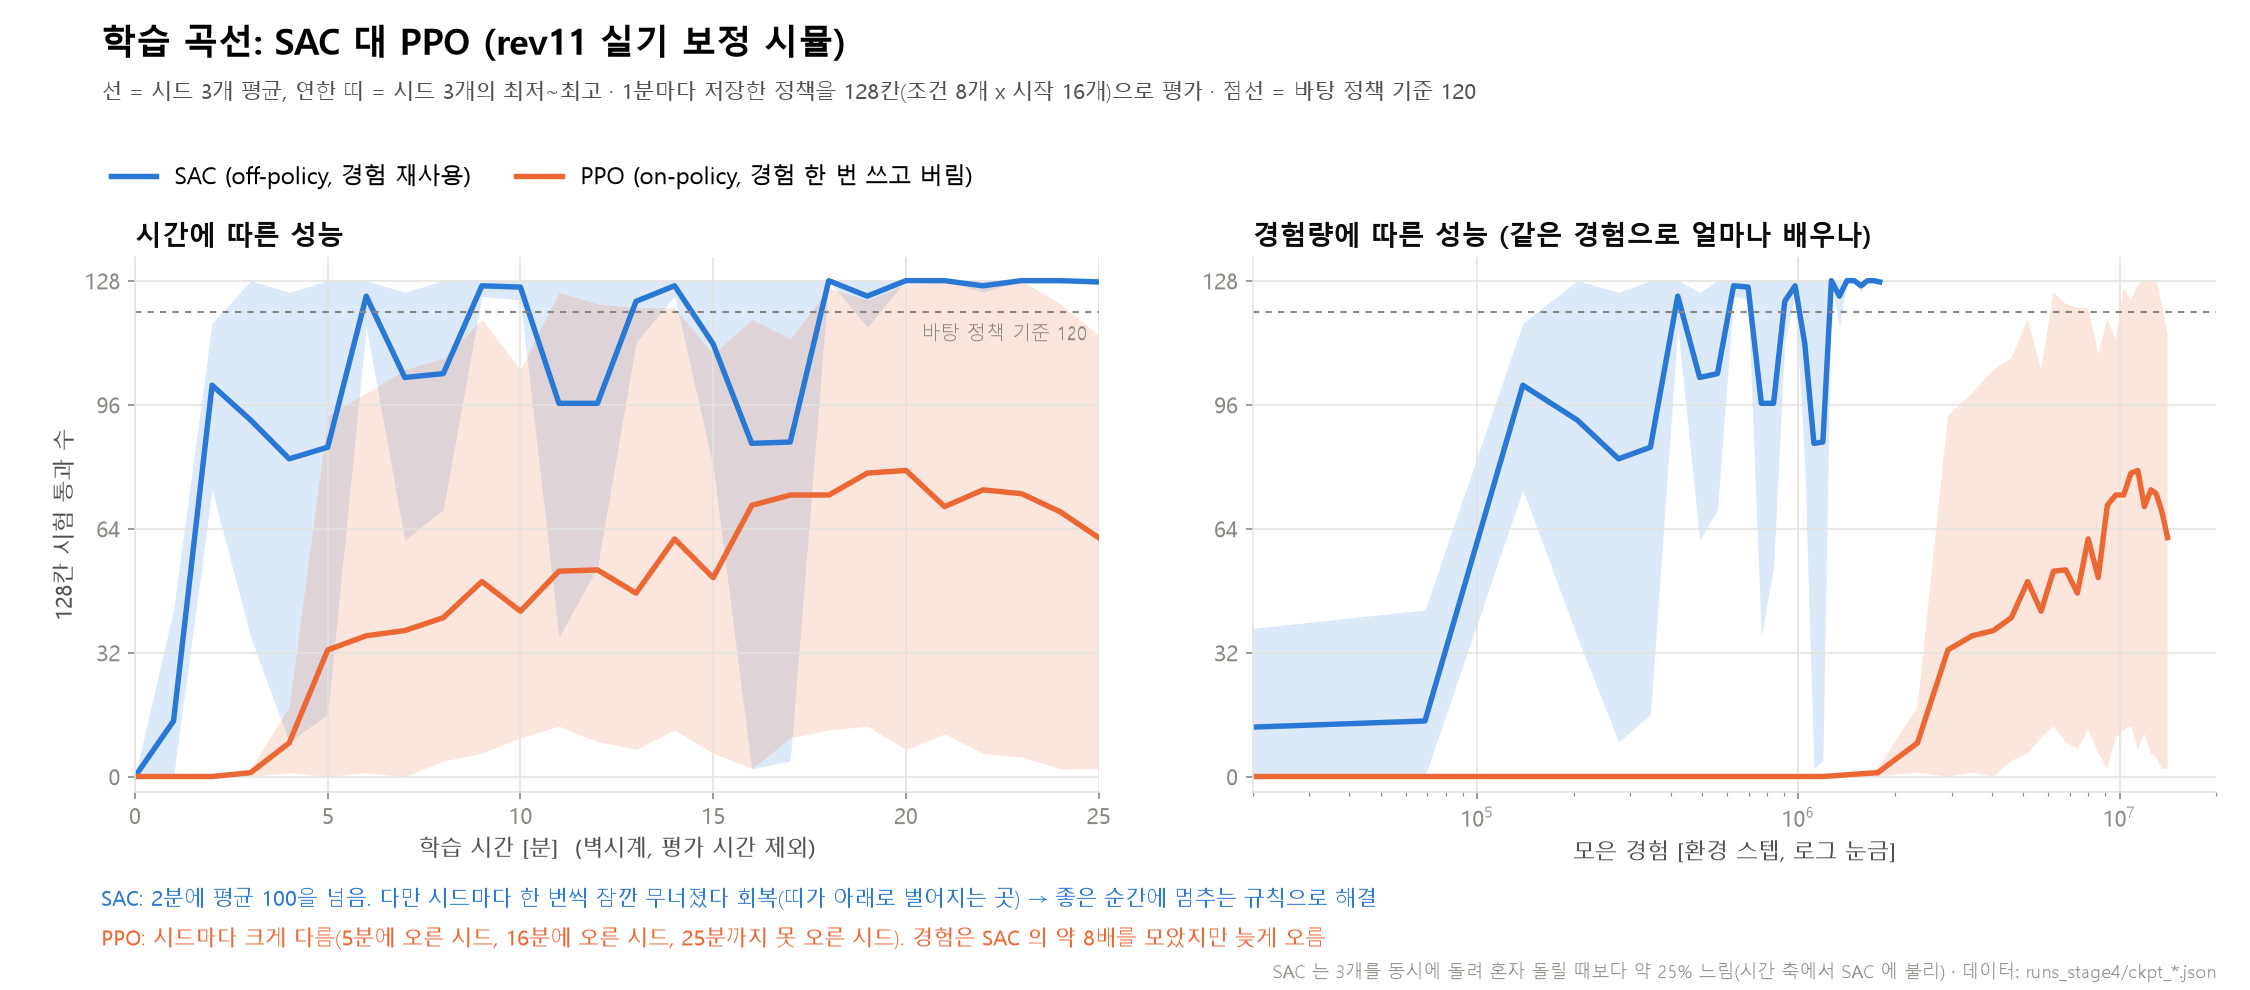 학습 곡선: SAC 대 PPO (rev11 실기 보정 시뮬)
선 = 시드 3개 평균, 연한 띠 = 시드 3개의 최저~최고 · 1분마다 저장한 정책을 128칸(조건 8개 x 시작 16개)으로 평가 · 점선 = 바탕 정책 기준 120
SAC (off-policy, 경험 재사용)
PPO (on-policy, 경험 한 번 쓰고 버림)
시간에 따른 성능
128칸 시험 통과 수
128
96
64
32
0
바탕 정책 기준 120
0 5 10 15 20 25
학습 시간 [분] (벽시계, 평가 시간 제외)
경험량에 따른 성능 (같은 경험으로 얼마나 배우나)
128
96
64
32
0
10⁵ 10⁶ 10⁷
모은 경험 [환경 스텝, 로그 눈금]
SAC: 2분에 평균 100을 넘음. 다만 시드마다 한 번씩 잠깐 무너졌다 회복(띠가 아래로 벌어지는 곳) → 좋은 순간에 멈추는 규칙으로 해결
PPO: 시드마다 크게 다름(5분에 오른 시드, 16분에 오른 시드, 25분까지 못 오른 시드). 경험은 SAC 의 약 8배를 모았지만 늦게 오름
SAC 는 3개를 동시에 돌려 혼자 돌릴 때보다 약 25% 느림(시간 축에서 SAC 에 불리) · 데이터: runs_stage4/ckpt_*.json